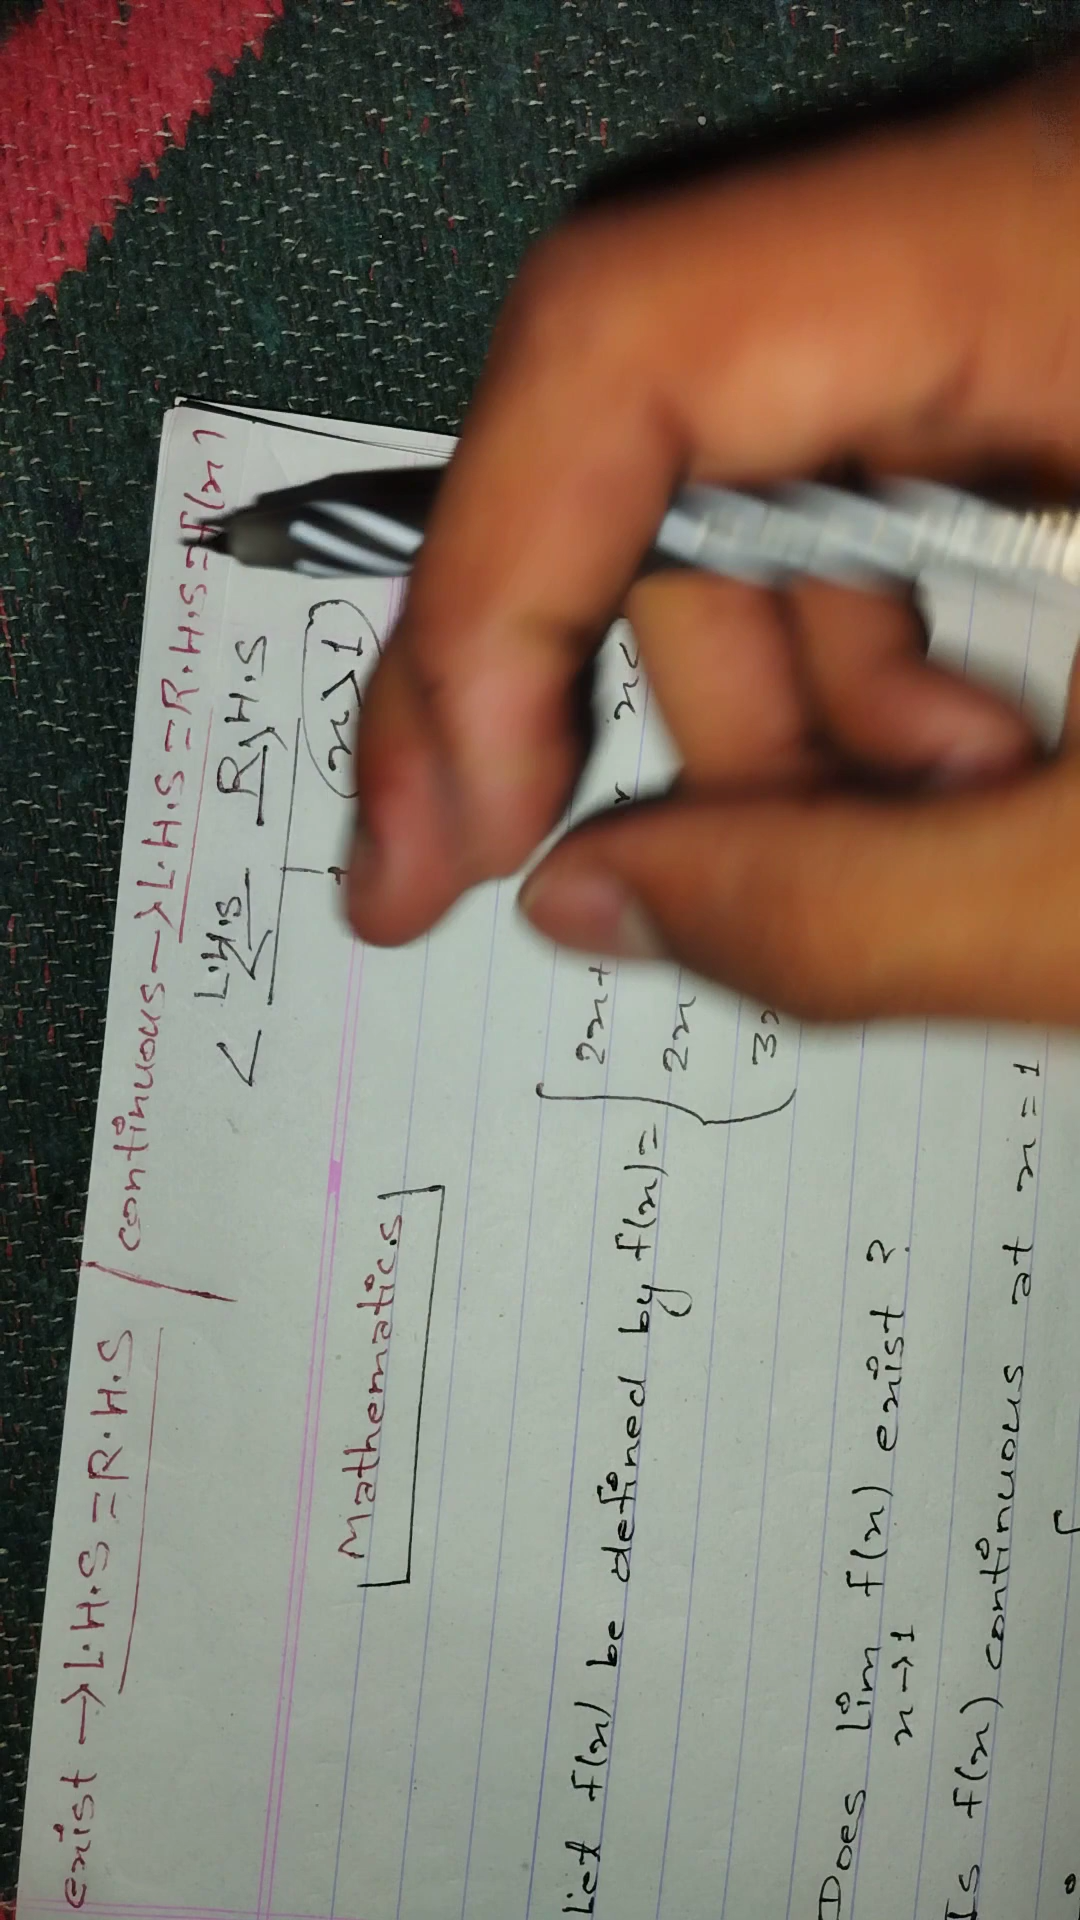 exist → L.H.S = R.H.S / continuous → L.H.S = R.H.S = f(x)
< L.H.S R.H.S
x>1
Mathematics
Let f(x) be defined by f(x) = { 2x+
2x
x<
Does lim f(x) exist ?
x→1
Is f(x) continuous at x = 1